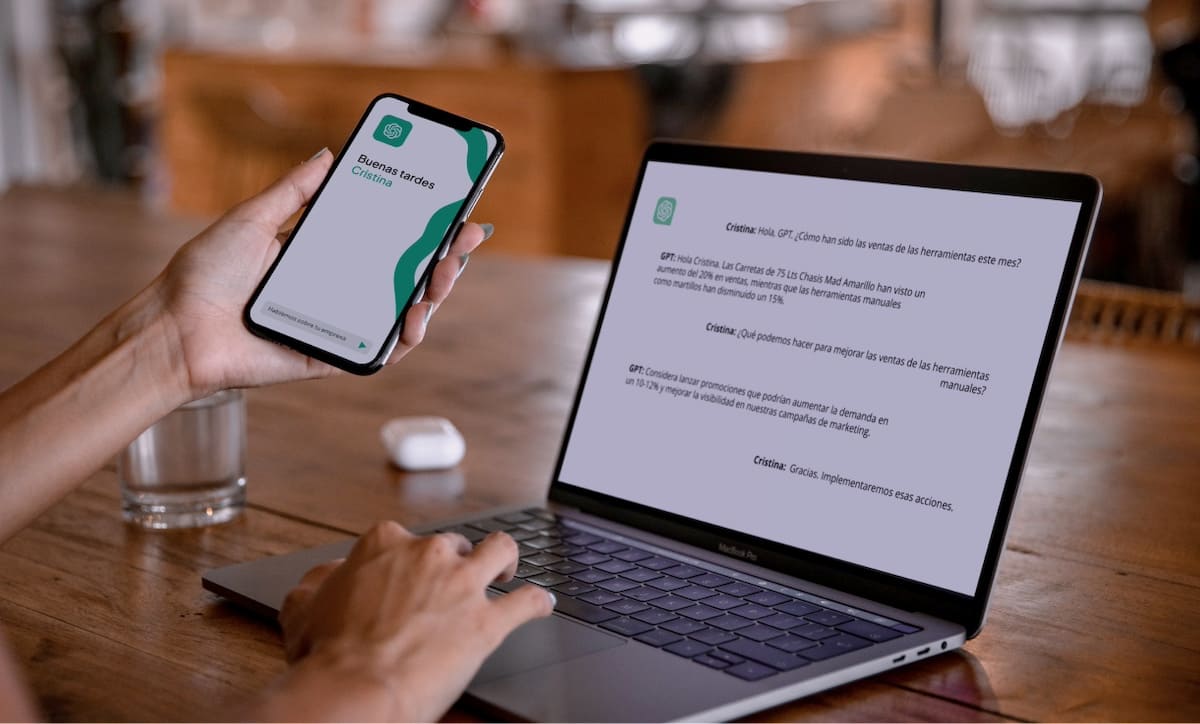 Buenas tardes
Cristina
Hablemos sobre tu empresa
Cristina: Hola, GPT. ¿Cómo han sido las ventas de las herramientas este mes?
GPT: Hola Cristina. Las Carretas de 75 Lts Chasis Mad Amarillo han visto un
aumento del 20% en ventas, mientras que las herramientas manuales
como martillos han disminuido un 15%.
Cristina: ¿Qué podemos hacer para mejorar las ventas de las herramientas
manuales?
GPT: Considera lanzar promociones que podrían aumentar la demanda en
un 10-12% y mejorar la visibilidad en nuestras campañas de marketing.
Cristina: Gracias. Implementaremos esas acciones.
MacBook Pro